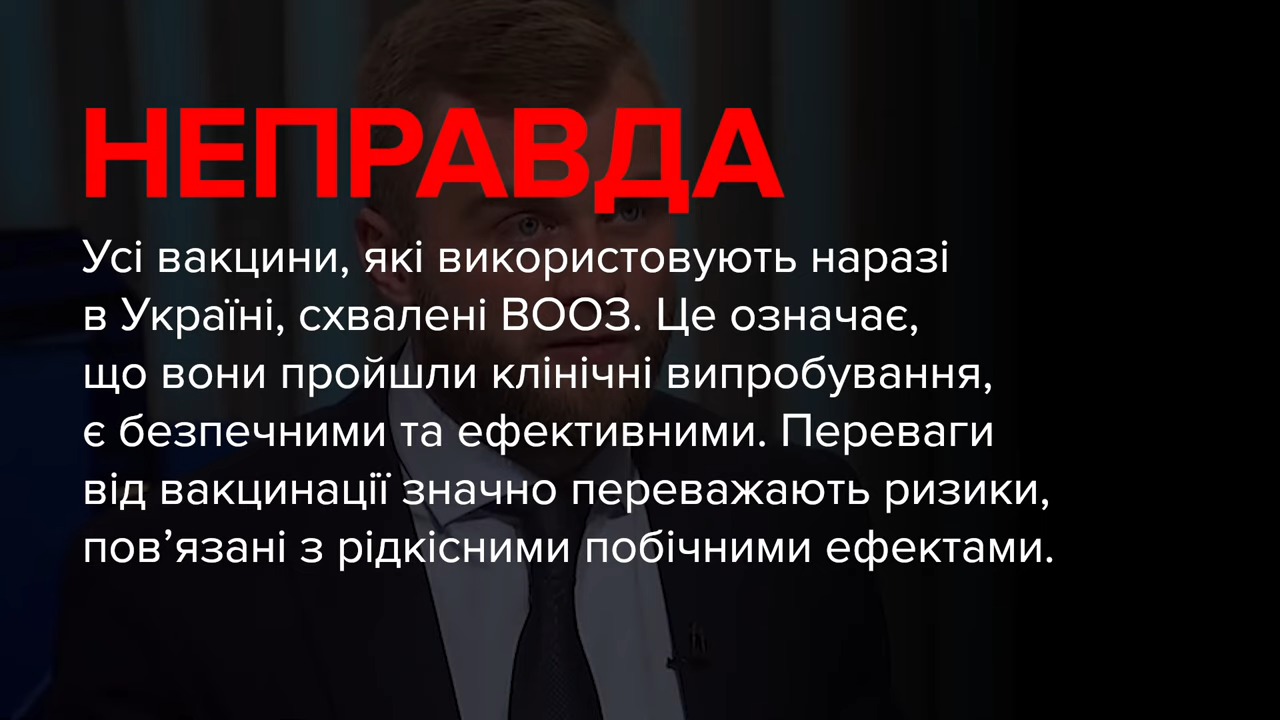 НЕПРАВДА
Усі вакцини, які використовують наразі
в Україні, схвалені ВООЗ. Це означає,
що вони пройшли клінічні випробування,
є безпечними та ефективними. Переваги
від вакцинації значно переважають ризики,
пов’язані з рідкісними побічними ефектами.